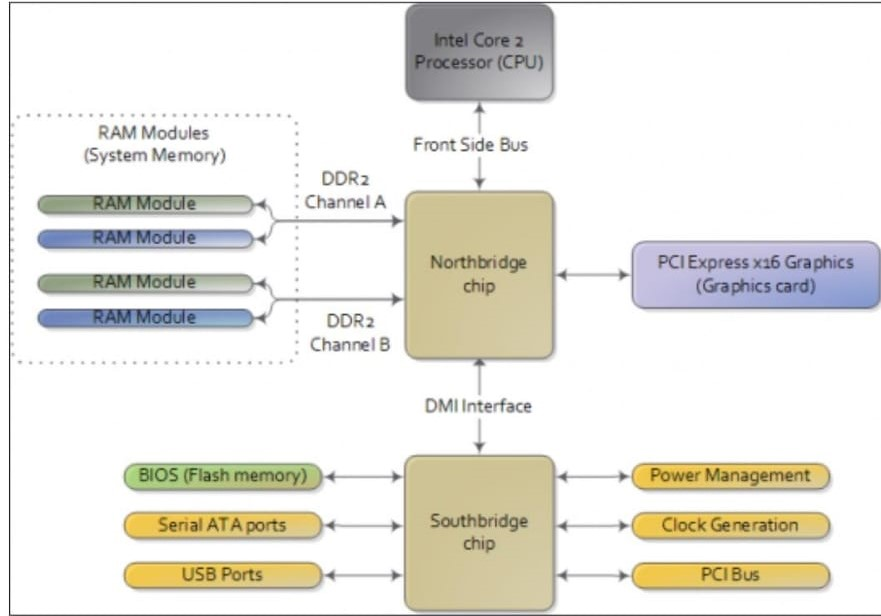 Intel Core 2
Processor (CPU)
Front Side Bus
RAM Modules
(System Memory)
RAM Module
RAM Module
RAM Module
RAM Module
DDR2
Channel A
DDR2
Channel B
Northbridge
chip
PCI Express x16 Graphics
(Graphics card)
DMI Interface
BIOS (Flash memory)
Serial ATA ports
USB Ports
Southbridge
chip
Power Management
Clock Generation
PCI Bus